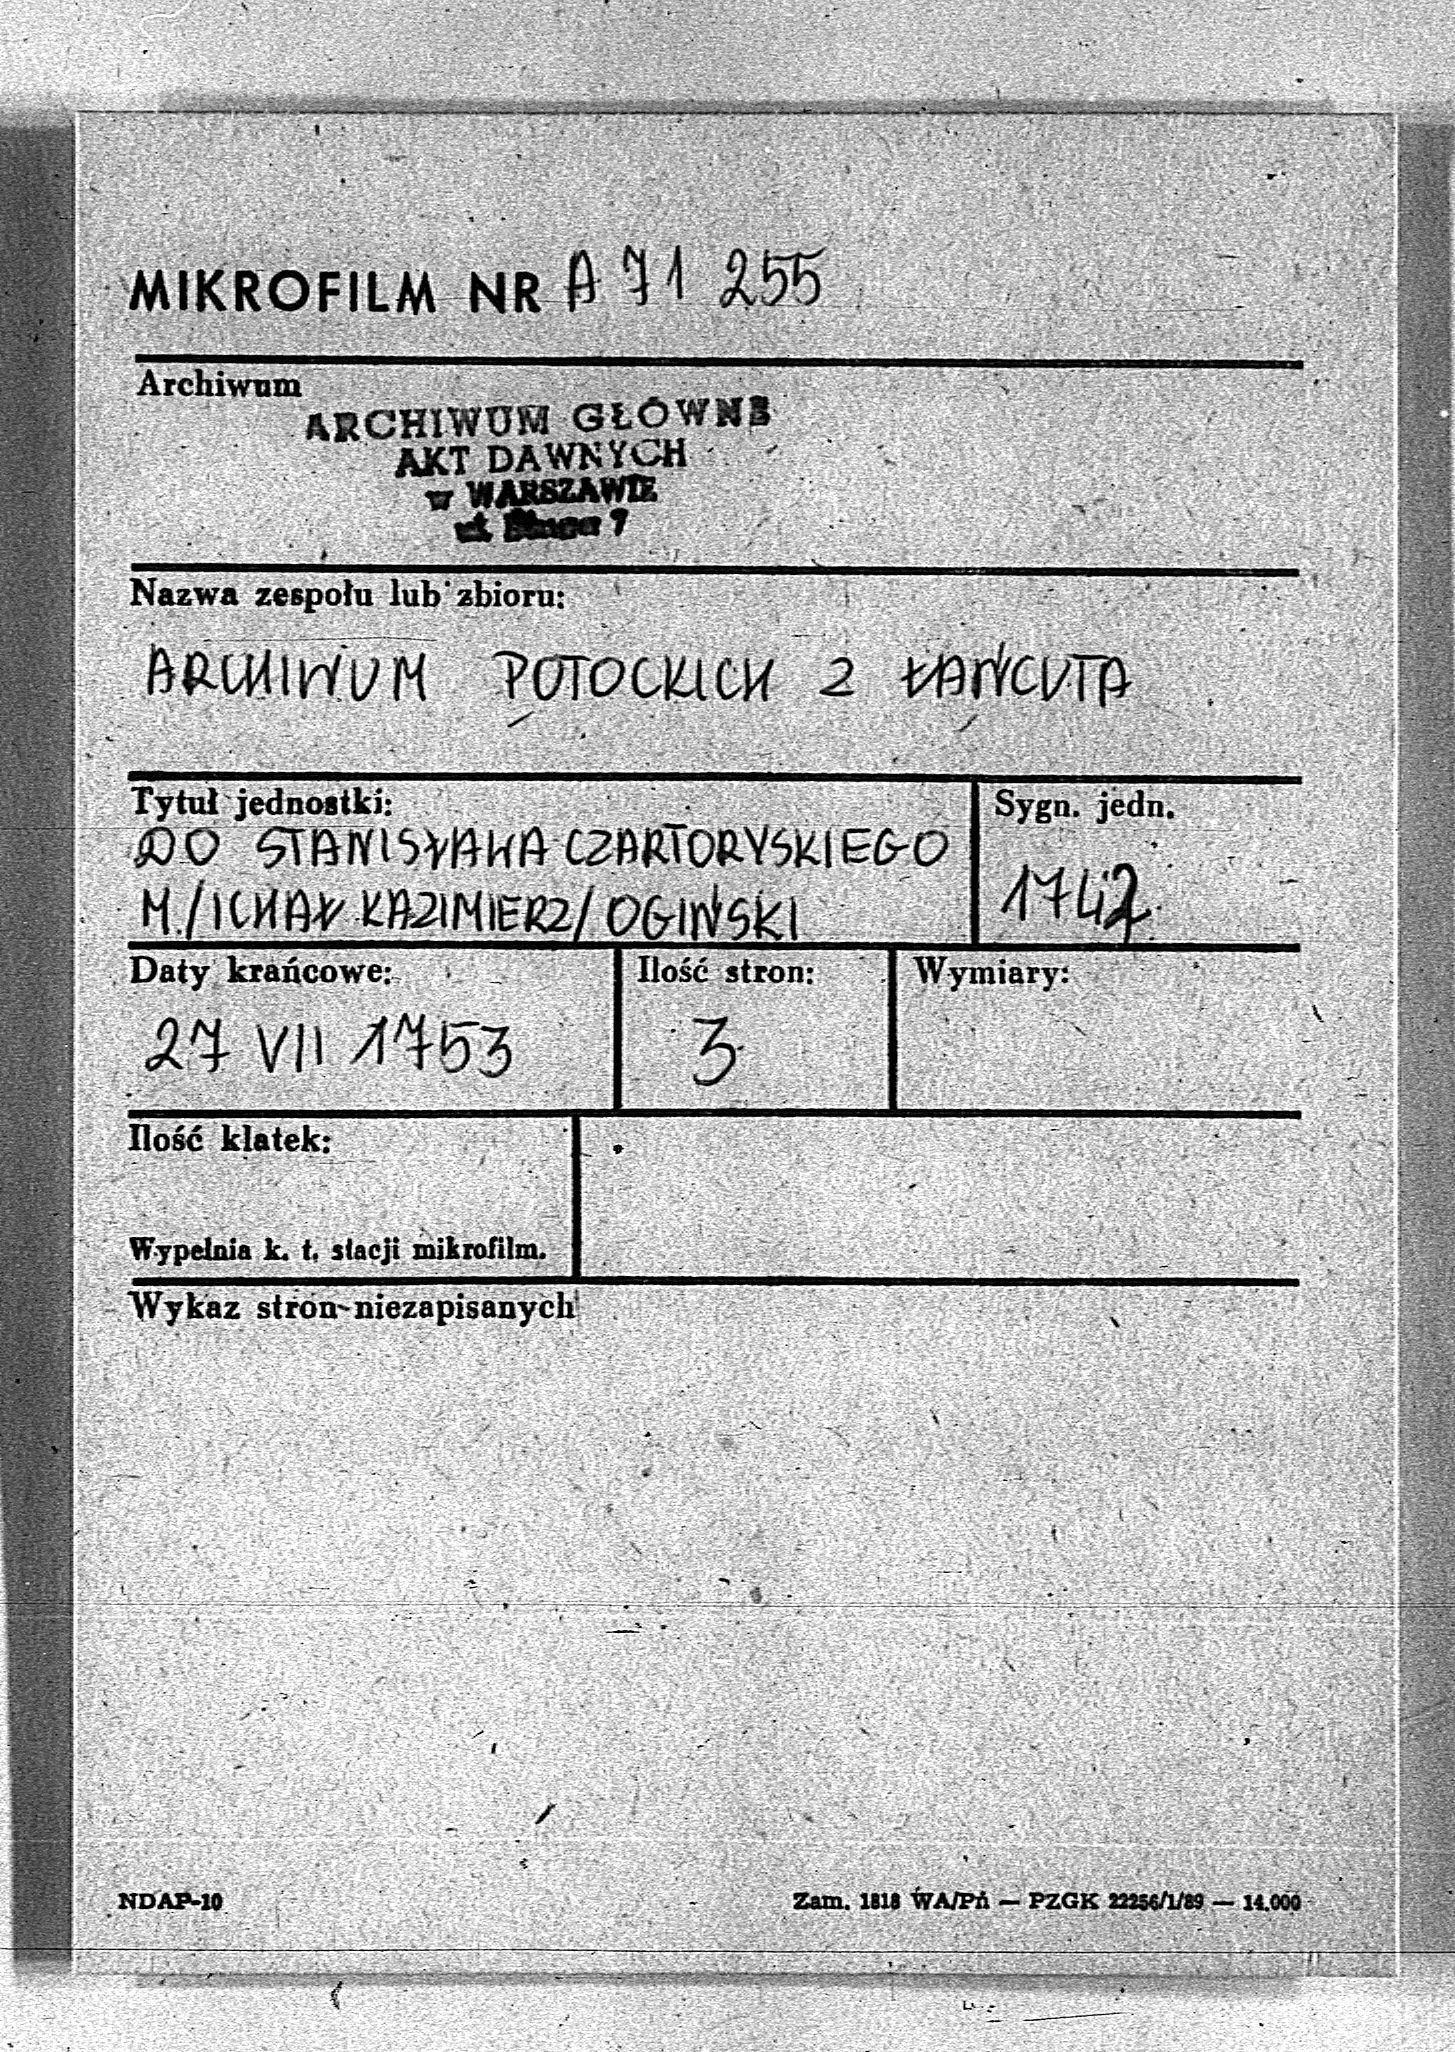 MIKROFILM NR A 71 255
Archiwum
ARCHIWUM GŁÓWNE
AKT DAWNYCH
w WARSZAWIE
ul. Długa 7
Nazwa zespołu lub zbioru:
ARCHIWUM POTOCKICH Z ŁAŃCUTA
Tytuł jednostki:
DO STANISŁAWA CZARTORYSKIEGO
M./ICHAŁ KAZIMIERZ/ OGIŃSKI
Sygn. jedn.
1742
Daty krańcowe:
27 VII 1753
Ilość stron:
3
Wymiary:
Ilość klatek:
Wypełnia k. t. stacji mikrofilm.
Wykaz stron niezapisanych
NDAP-10
Zam. 1818 WA/Pń — PZGK 22256/1/89 — 14.000